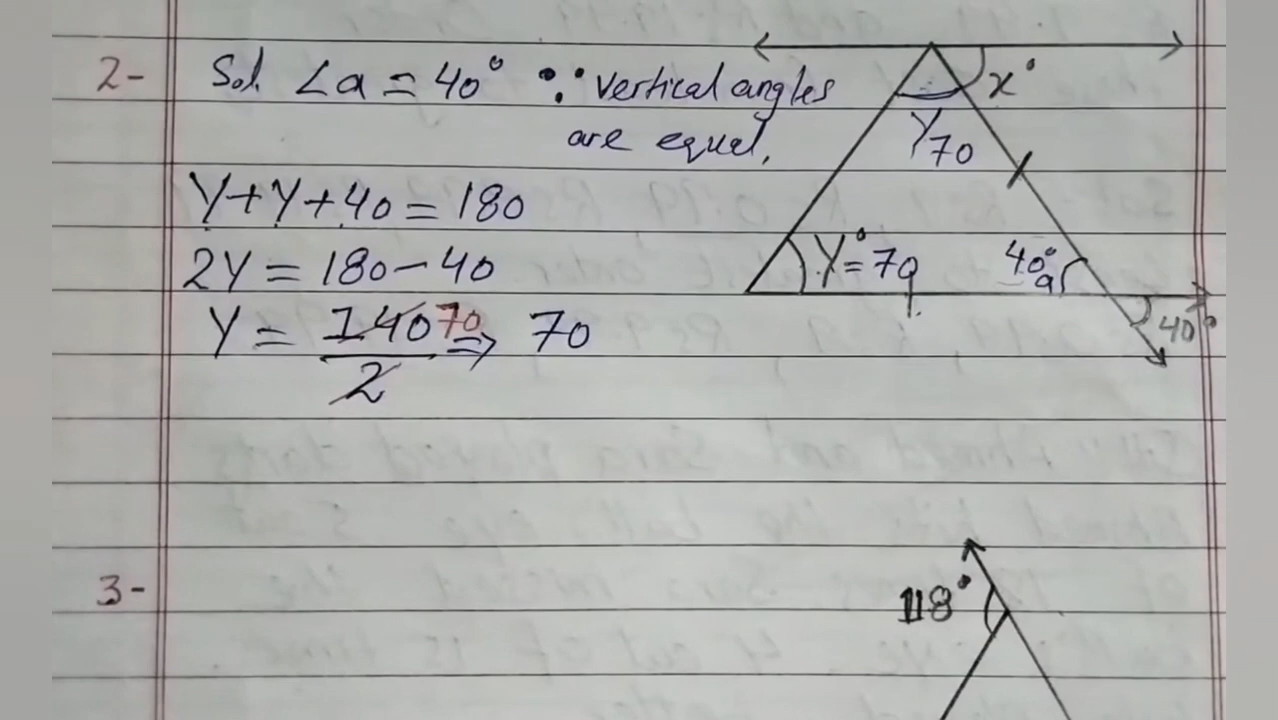 2- Sol. ∠a = 40° ∵ vertical angles
are equal,
Y+Y+40 = 180
2Y = 180-40
Y = 140/2 70 ⇒ 70
x°
Y 70
Y° = 70
40°
a
40°
3-
118°